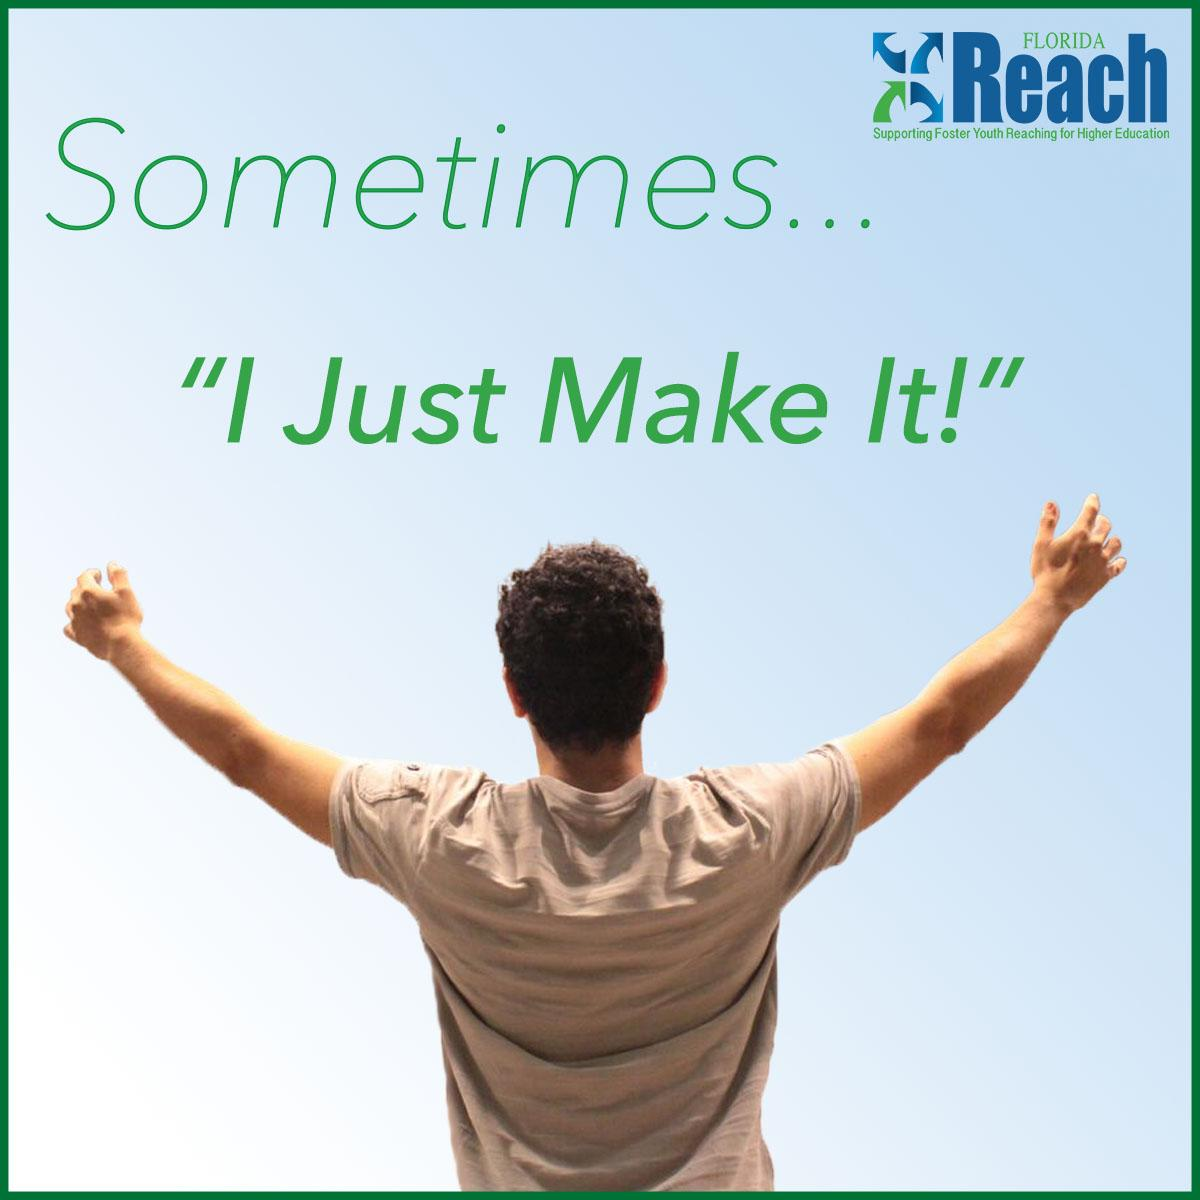 FLORIDA
Reach
Supporting Foster Youth Reaching for Higher Education
Sometimes...
“I Just Make It!”